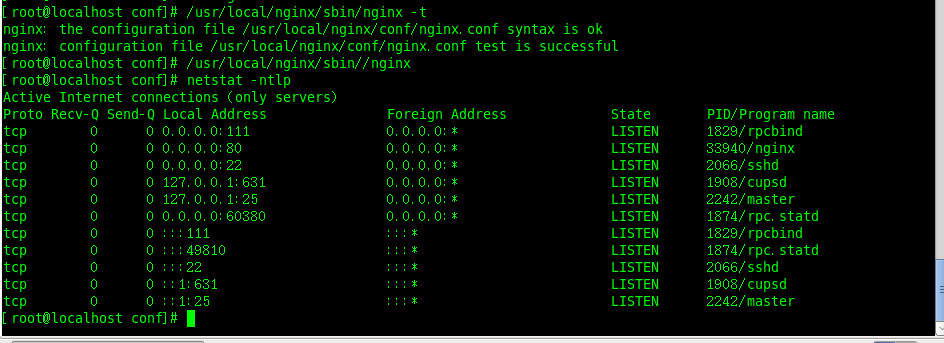 [root@localhost conf]# /usr/local/nginx/sbin/nginx -t
nginx: the configuration file /usr/local/nginx/conf/nginx.conf syntax is ok
nginx: configuration file /usr/local/nginx/conf/nginx.conf test is successful
[root@localhost conf]# /usr/local/nginx/sbin//nginx
[root@localhost conf]# netstat -ntlp
Active Internet connections (only servers)
Proto Recv-Q Send-Q Local Address               Foreign Address             State       PID/Program name
tcp        0      0 0.0.0.0:111                 0.0.0.0:*                   LISTEN      1829/rpcbind
tcp        0      0 0.0.0.0:80                  0.0.0.0:*                   LISTEN      33940/nginx
tcp        0      0 0.0.0.0:22                  0.0.0.0:*                   LISTEN      2066/sshd
tcp        0      0 127.0.0.1:631               0.0.0.0:*                   LISTEN      1908/cupsd
tcp        0      0 127.0.0.1:25                0.0.0.0:*                   LISTEN      2242/master
tcp        0      0 0.0.0.0:60380               0.0.0.0:*                   LISTEN      1874/rpc.statd
tcp        0      0 :::111                      :::*                        LISTEN      1829/rpcbind
tcp        0      0 :::49810                    :::*                        LISTEN      1874/rpc.statd
tcp        0      0 :::22                       :::*                        LISTEN      2066/sshd
tcp        0      0 ::1:631                     :::*                        LISTEN      1908/cupsd
tcp        0      0 ::1:25                      :::*                        LISTEN      2242/master
[root@localhost conf]#